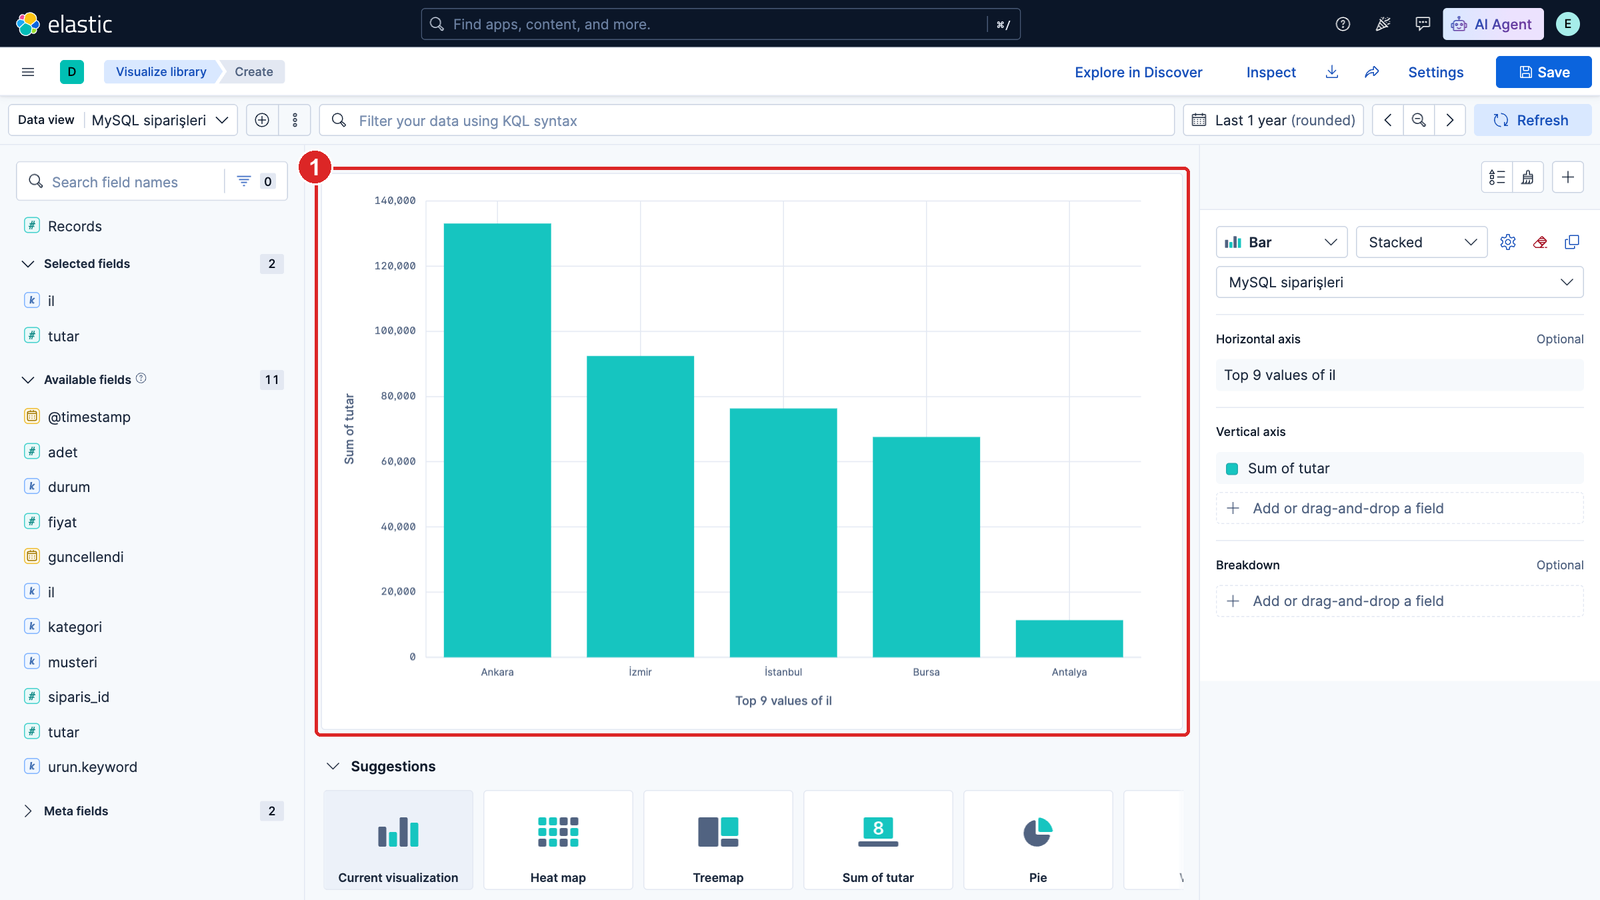 elastic
Find apps, content, and more.
⌘/
AI Agent
E
D
Visualize library
Create
Explore in Discover
Inspect
Settings
Save
Data view
MySQL siparişleri
Filter your data using KQL syntax
Last 1 year (rounded)
Refresh
Search field names
0
Records
Selected fields
2
il
tutar
Available fields
11
@timestamp
adet
durum
fiyat
guncellendi
il
kategori
musteri
siparis_id
tutar
urun.keyword
Meta fields
2
1
140,000
120,000
100,000
80,000
60,000
40,000
20,000
0
Sum of tutar
Ankara
İzmir
İstanbul
Bursa
Antalya
Top 9 values of il
Suggestions
Current visualization
Heat map
Treemap
8
Sum of tutar
Pie
Bar
Stacked
MySQL siparişleri
Horizontal axis
Optional
Top 9 values of il
Vertical axis
Sum of tutar
Add or drag-and-drop a field
Breakdown
Optional
Add or drag-and-drop a field